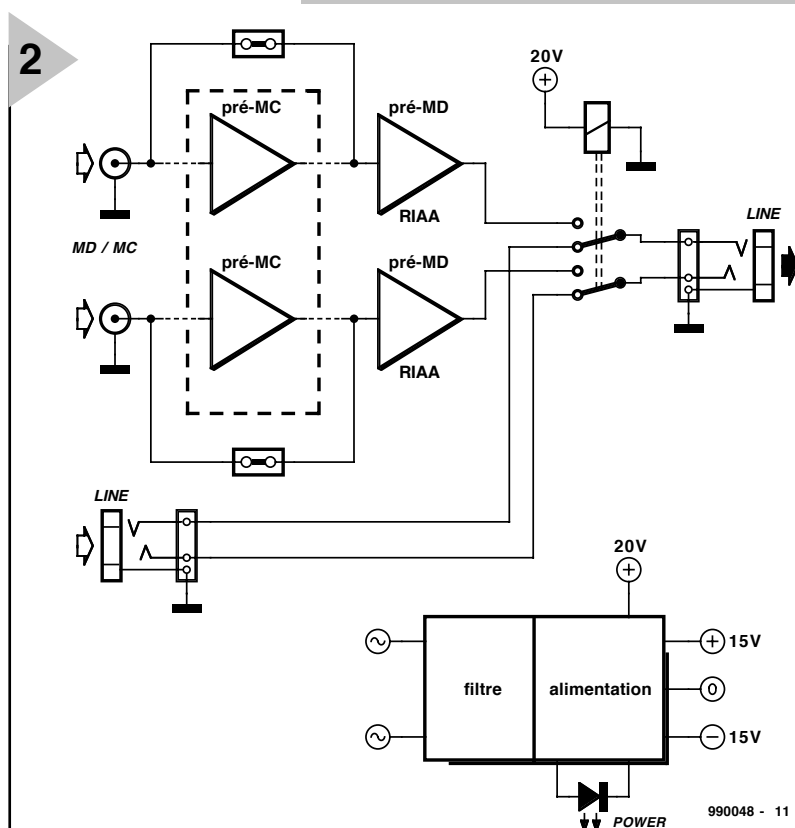 2
20V
pré-MC
pré-MD
RIAA
LINE
MD / MC
pré-MC
pré-MD
RIAA
LINE
20V
filtre
alimentation
15V
0
15V
POWER
990048 - 11